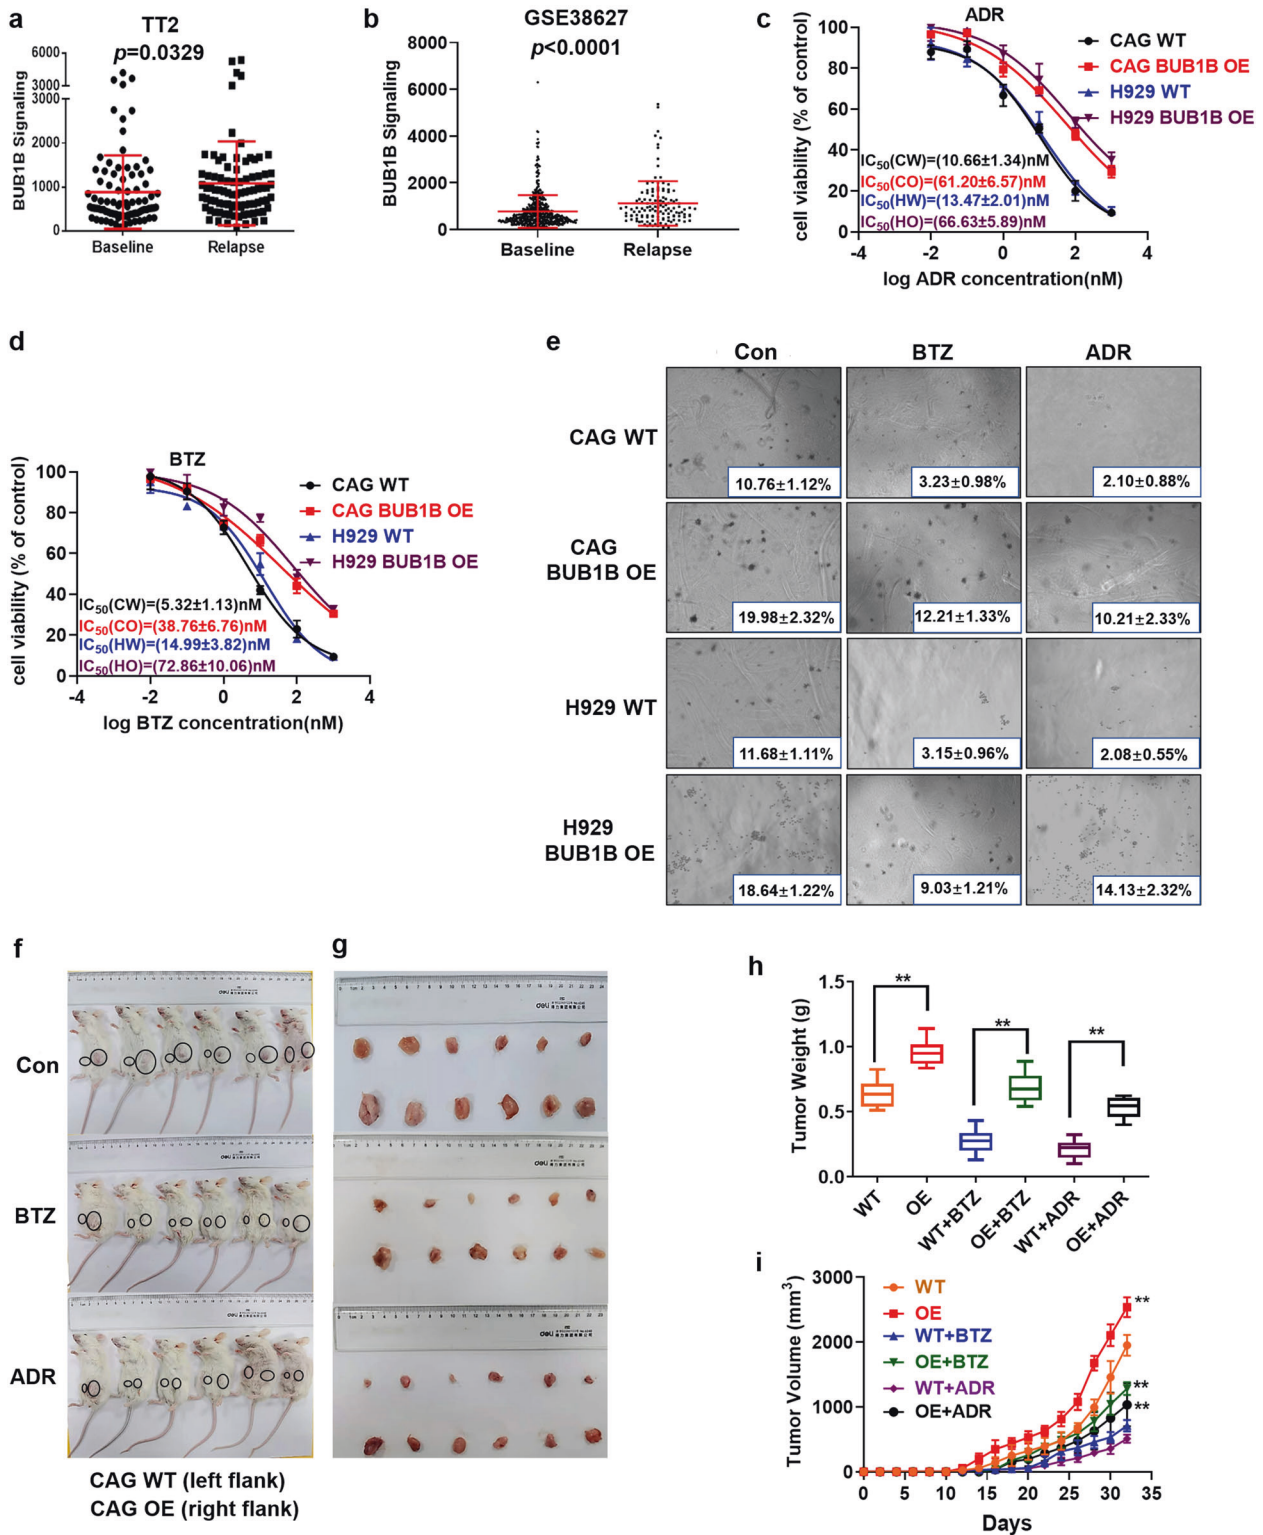 a
TT2
p=0.0329
BUB1B Signaling
6000
5000
4000
3000
3000
2000
1000
0
Baseline
Relapse
b
GSE38627
p<0.0001
BUB1B Signaling
8000
6000
4000
2000
0
Baseline
Relapse
c
ADR
cell viability (% of control)
100
80
60
40
20
0
-4
-2
0
2
4
log ADR concentration(nM)
CAG WT
CAG BUB1B OE
H929 WT
H929 BUB1B OE
IC50(CW)=(10.66±1.34)nM
IC50(CO)=(61.20±6.57)nM
IC50(HW)=(13.47±2.01)nM
IC50(HO)=(66.63±5.89)nM
d
BTZ
cell viability (% of control)
100
80
60
40
20
0
-4
-2
0
2
4
log BTZ concentration(nM)
CAG WT
CAG BUB1B OE
H929 WT
H929 BUB1B OE
IC50(CW)=(5.32±1.13)nM
IC50(CO)=(38.76±6.76)nM
IC50(HW)=(14.99±3.82)nM
IC50(HO)=(72.86±10.06)nM
e
Con
BTZ
ADR
CAG WT
10.76±1.12%
3.23±0.98%
2.10±0.88%
CAG
BUB1B OE
19.98±2.32%
12.21±1.33%
10.21±2.33%
H929 WT
11.68±1.11%
3.15±0.96%
2.08±0.55%
H929
BUB1B OE
18.64±1.22%
9.03±1.21%
14.13±2.32%
f
Con
BTZ
ADR
CAG WT (left flank)
CAG OE (right flank)
g
h
Tumor Weight (g)
1.5
1.0
0.5
0.0
**
**
**
WT
OE
WT+BTZ
OE+BTZ
WT+ADR
OE+ADR
i
Tumor Volume (mm3)
3000
2000
1000
0
WT
OE
WT+BTZ
OE+BTZ
WT+ADR
OE+ADR
**
**
**
0
5
10
15
20
25
30
35
Days